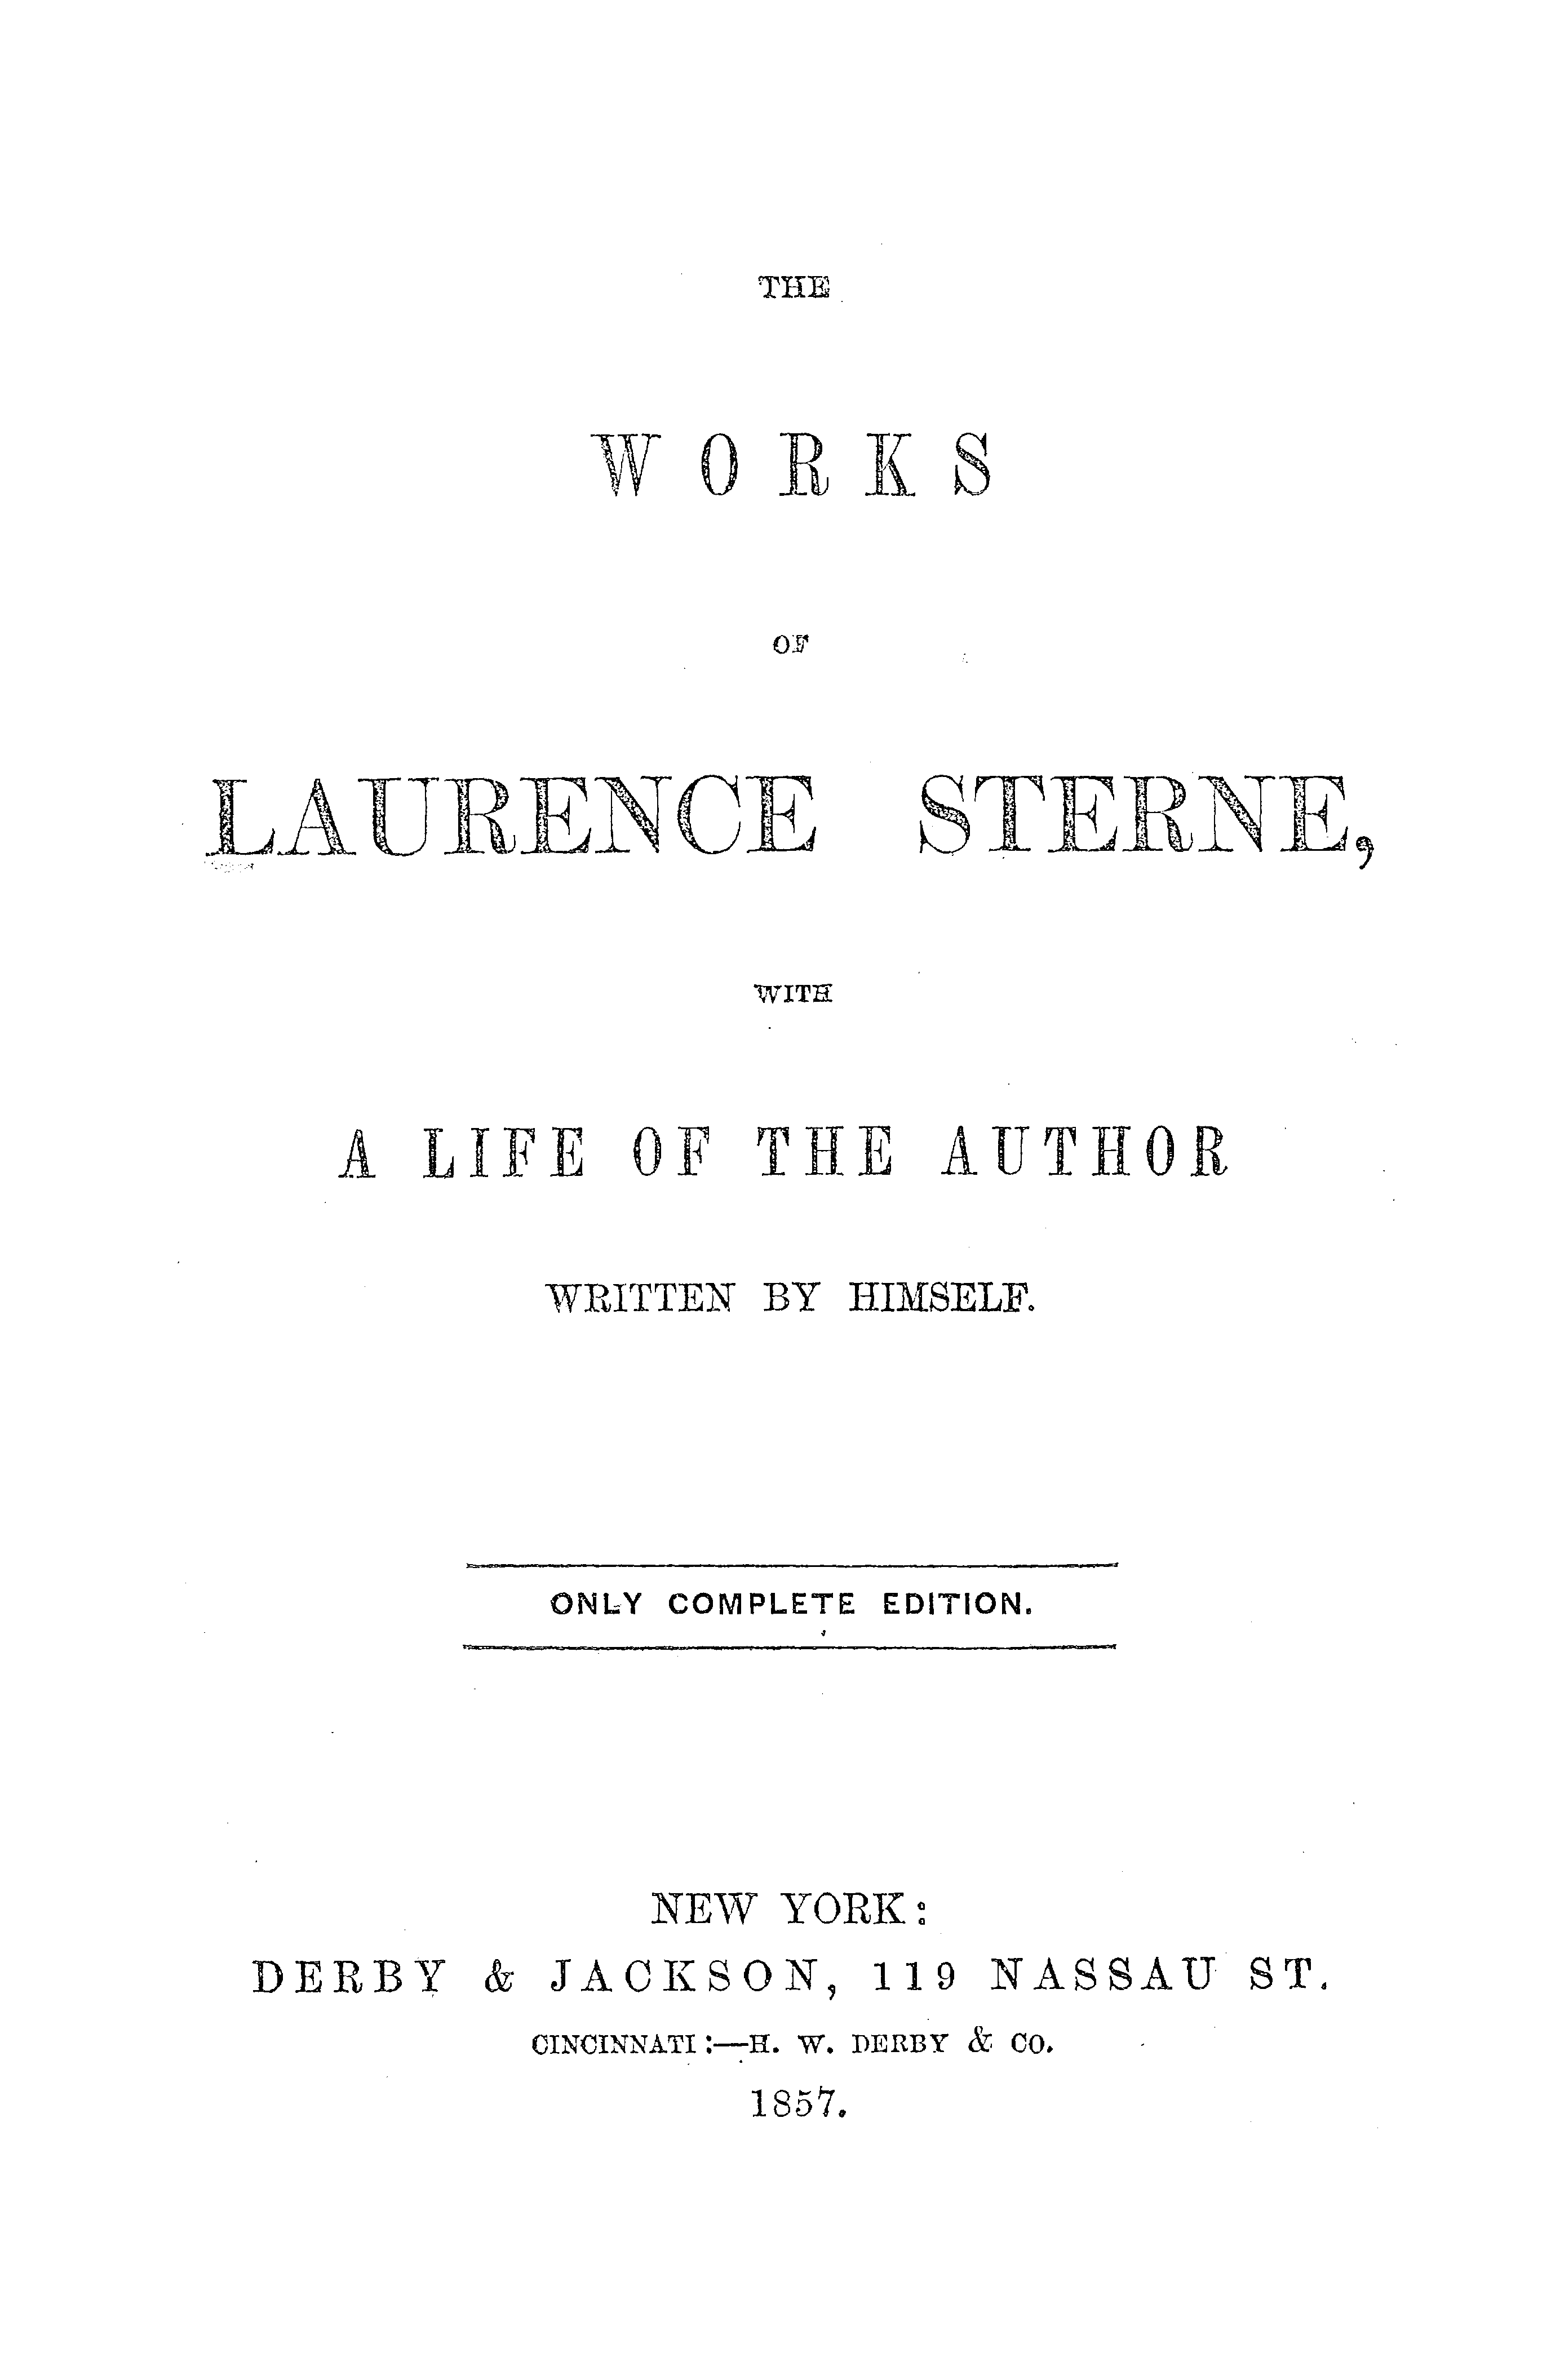 THE
WORKS
OF
LAURENCE STERNE,
WITH
A LIFE OF THE AUTHOR
WRITTEN BY HIMSELF.
ONLY COMPLETE EDITION.
NEW YORK:
DERBY & JACKSON, 119 NASSAU ST.
CINCINNATI:—H. W. DERBY & CO.
1857.